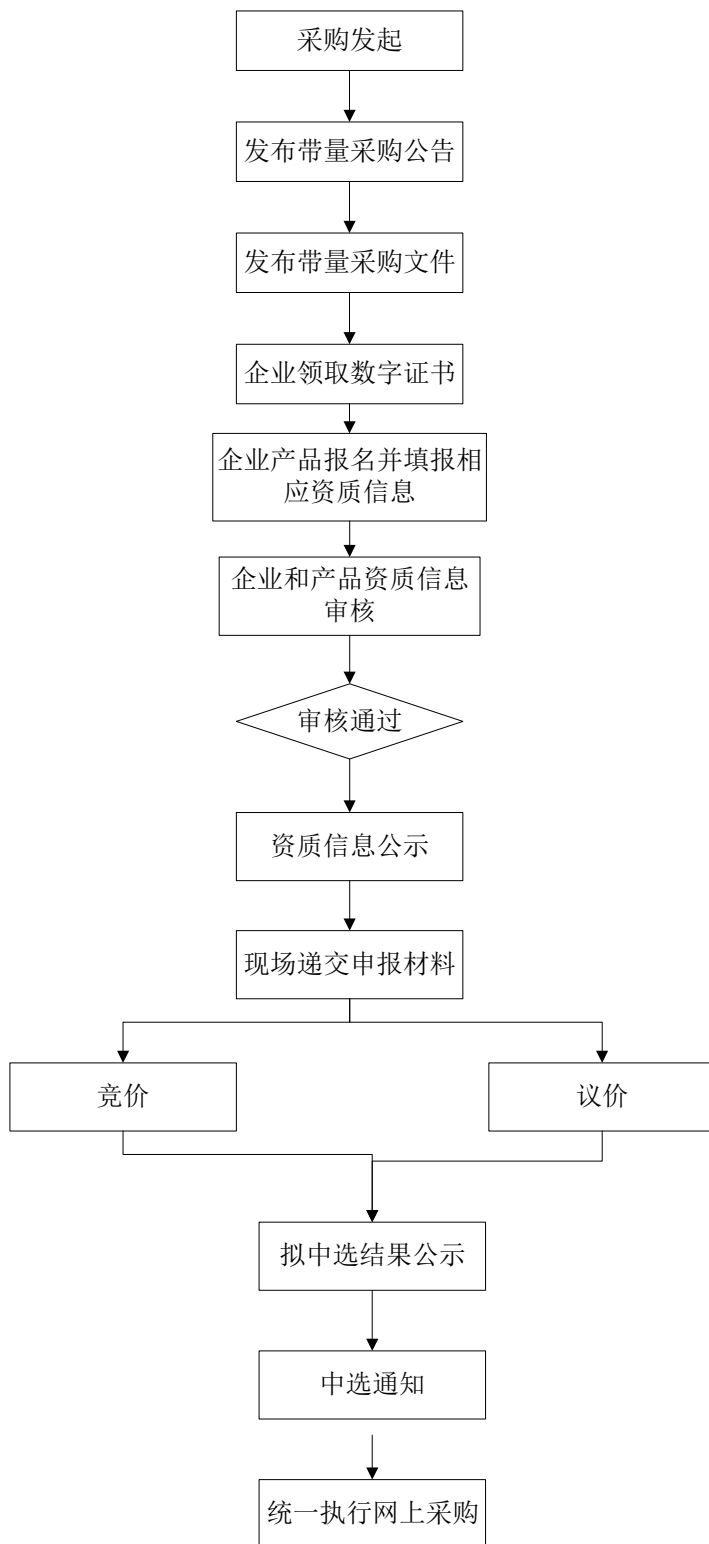 采购发起
发布带量采购公告
发布带量采购文件
企业领取数字证书
企业产品报名并填报相
应资质信息
企业和产品资质信息
审核
审核通过
资质信息公示
现场递交申报材料
竞价
议价
拟中选结果公示
中选通知
统一执行网上采购